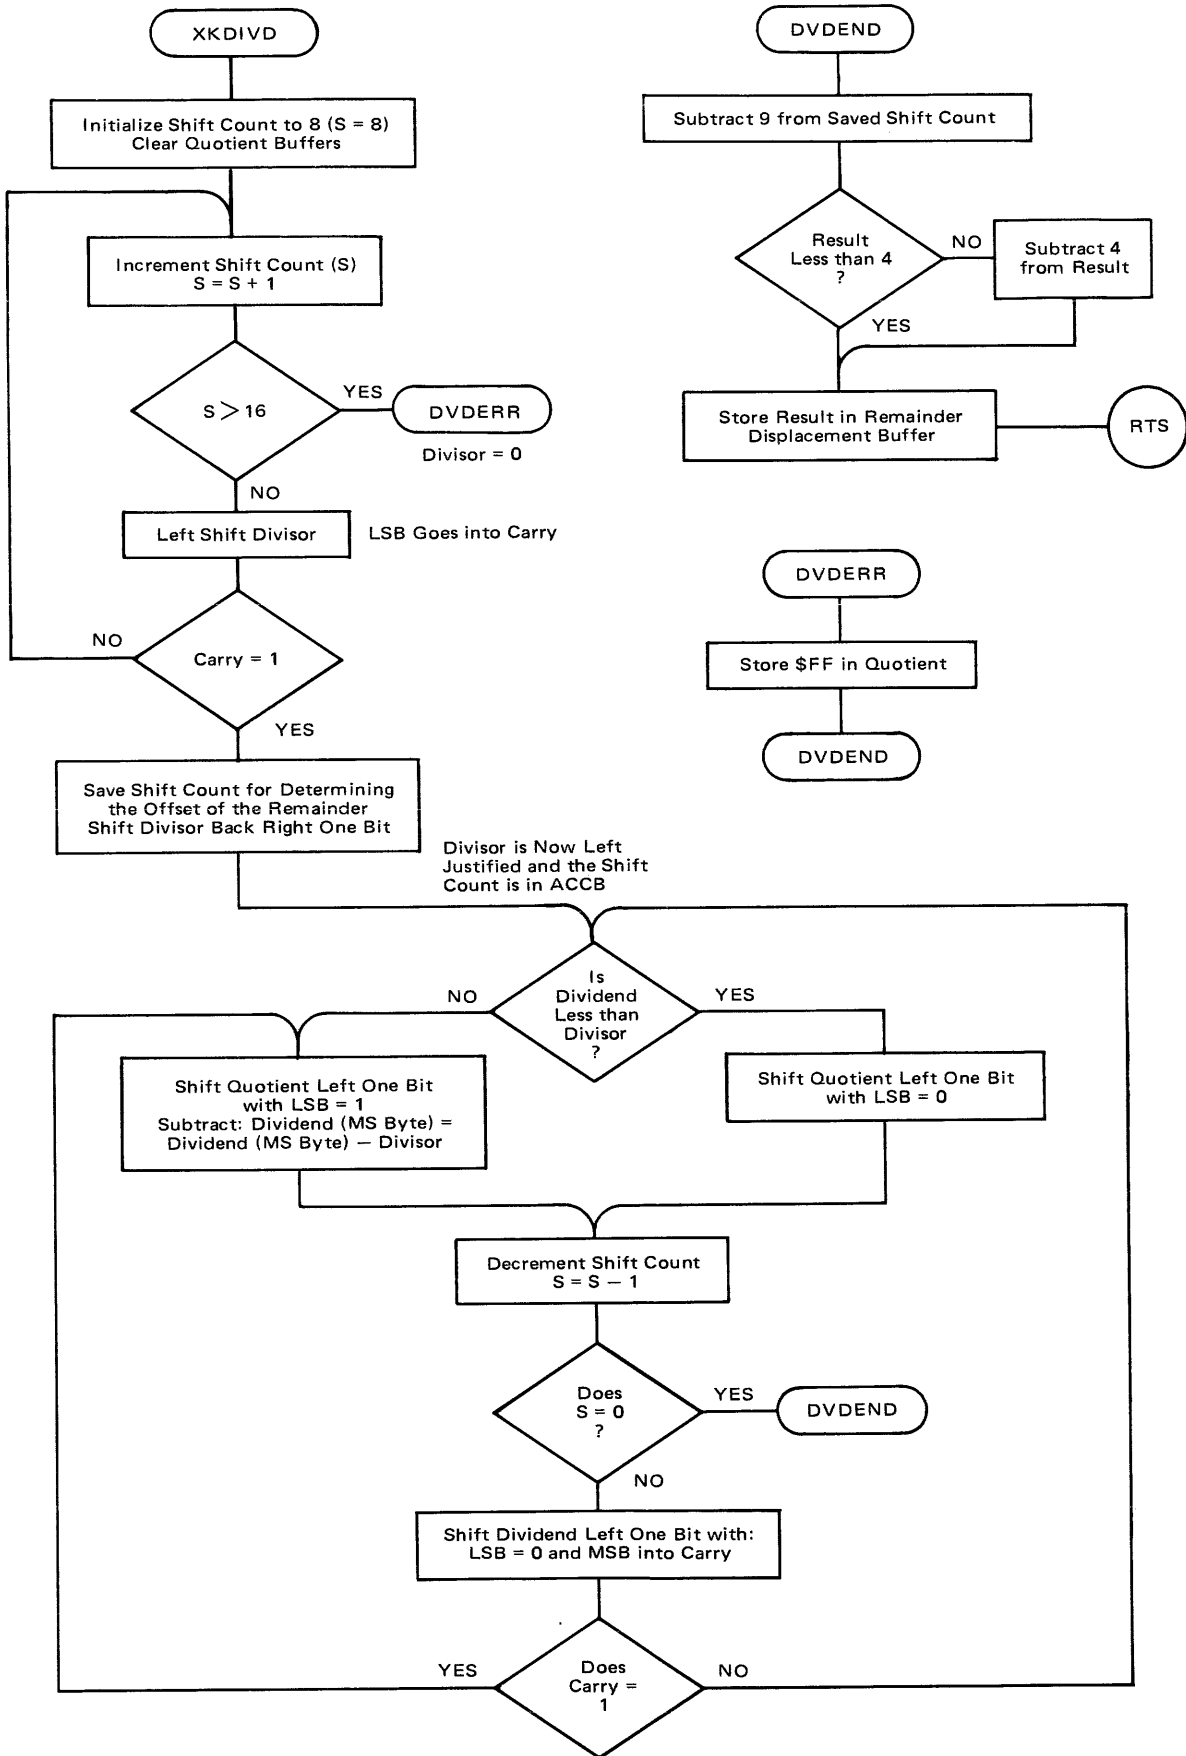 XKDIVD
Initialize Shift Count to 8 (S = 8)
Clear Quotient Buffers
Increment Shift Count (S)
S = S + 1
S > 16
YES
DVDERR
Divisor = 0
NO
Left Shift Divisor
LSB Goes into Carry
NO
Carry = 1
YES
Save Shift Count for Determining
the Offset of the Remainder
Shift Divisor Back Right One Bit
Divisor is Now Left
Justified and the Shift
Count is in ACCB
DVDEND
Subtract 9 from Saved Shift Count
Result
Less than 4
?
NO
Subtract 4
from Result
YES
Store Result in Remainder
Displacement Buffer
RTS
DVDERR
Store $FF in Quotient
DVDEND
Is
Dividend
Less than
Divisor
?
NO
YES
Shift Quotient Left One Bit
with LSB = 1
Subtract: Dividend (MS Byte) =
Dividend (MS Byte) — Divisor
Shift Quotient Left One Bit
with LSB = 0
Decrement Shift Count
S = S — 1
Does
S = 0
?
YES
DVDEND
NO
Shift Dividend Left One Bit with:
LSB = 0 and MSB into Carry
YES
Does
Carry =
1
NO